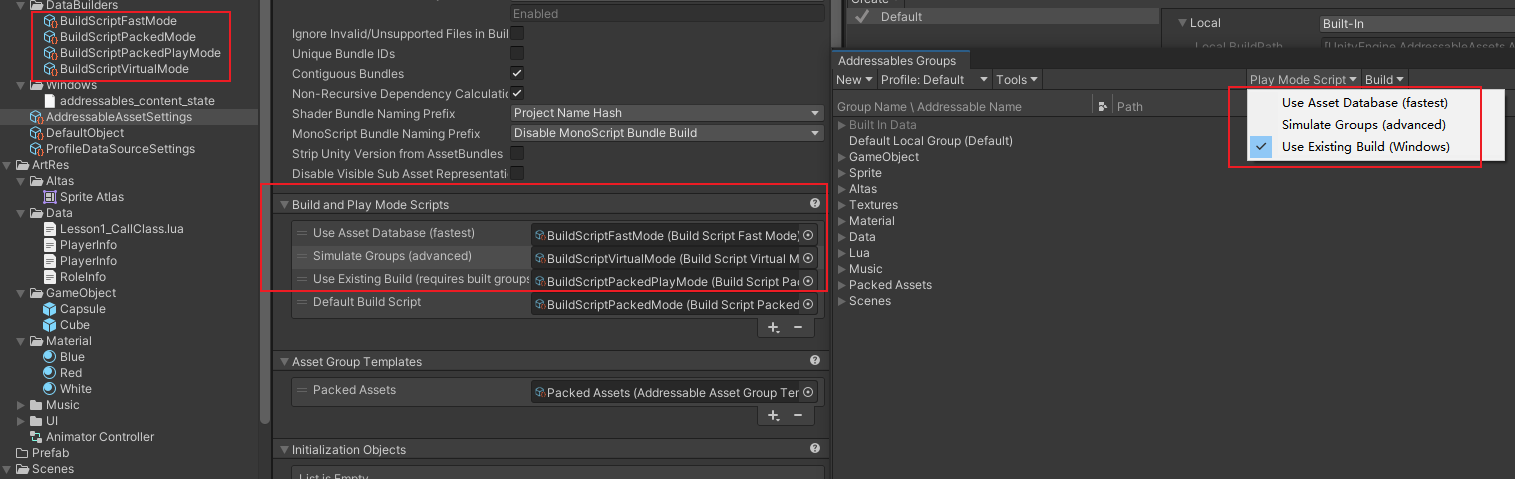 DataBuilders
BuildScriptFastMode
BuildScriptPackedMode
BuildScriptPackedPlayMode
BuildScriptVirtualMode
Windows
addressables_content_state
AddressableAssetSettings
DefaultObject
ProfileDataSourceSettings
ArtRes
Altas
Sprite Atlas
Data
Lesson1_CallClass.lua
PlayerInfo
PlayerInfo
RoleInfo
GameObject
Capsule
Cube
Material
Blue
Red
White
Music
UI
Animator Controller
Prefab
Scenes
Enabled
Ignore Invalid/Unsupported Files in Buil
Unique Bundle IDs
Contiguous Bundles
Non-Recursive Dependency Calculatic
Shader Bundle Naming Prefix Project Name Hash
MonoScript Bundle Naming Prefix Disable MonoScript Bundle Build
Strip Unity Version from AssetBundles
Disable Visible Sub Asset Representati
Build and Play Mode Scripts
Use Asset Database (fastest) BuildScriptFastMode (Build Script Fast Mode)
Simulate Groups (advanced) BuildScriptVirtualMode (Build Script Virtual M
Use Existing Build (requires built groups BuildScriptPackedPlayMode (Build Script Pac
Default Build Script BuildScriptPackedMode (Build Script Packed
Asset Group Templates
Packed Assets Packed Assets (Addressable Asset Group Ter
Initialization Objects
List is Empty
Create
Default
Local Built-In
Local BuildPath [UnityEngine.AddressableAssets.A
Addressables Groups
New Profile: Default Tools Play Mode Script Build
Group Name \ Addressable Name Path
Built In Data
Default Local Group (Default)
GameObject
Sprite
Altas
Textures
Material
Data
Lua
Music
Packed Assets
Scenes
Use Asset Database (fastest)
Simulate Groups (advanced)
Use Existing Build (Windows)